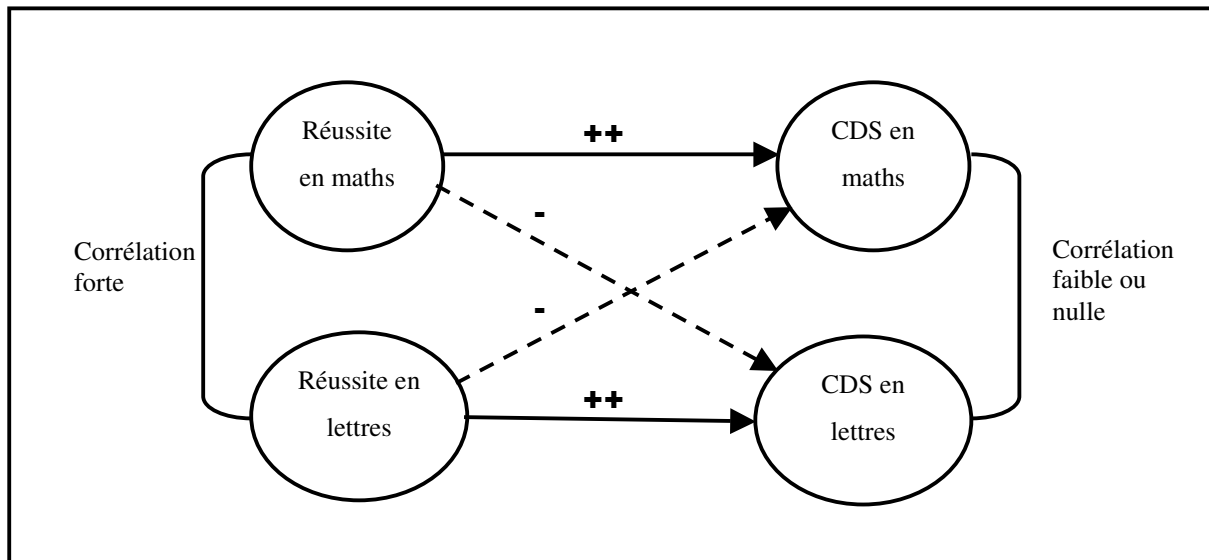 Réussite
en maths
++
CDS en
maths
-
Corrélation
forte
Corrélation
faible ou
nulle
-
Réussite en
lettres
++
CDS en
lettres